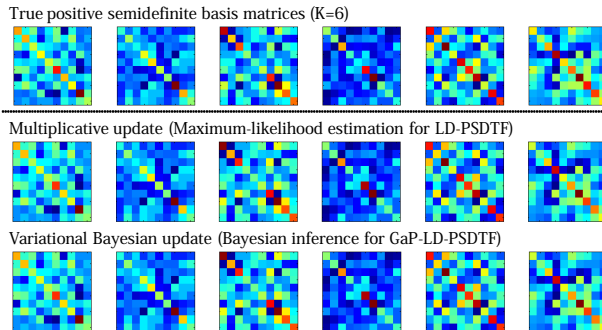 True positive semidefinite basis matrices (K=6)
Multiplicative update (Maximum-likelihood estimation for LD-PSDTF)
Variational Bayesian update (Bayesian inference for GaP-LD-PSDTF)